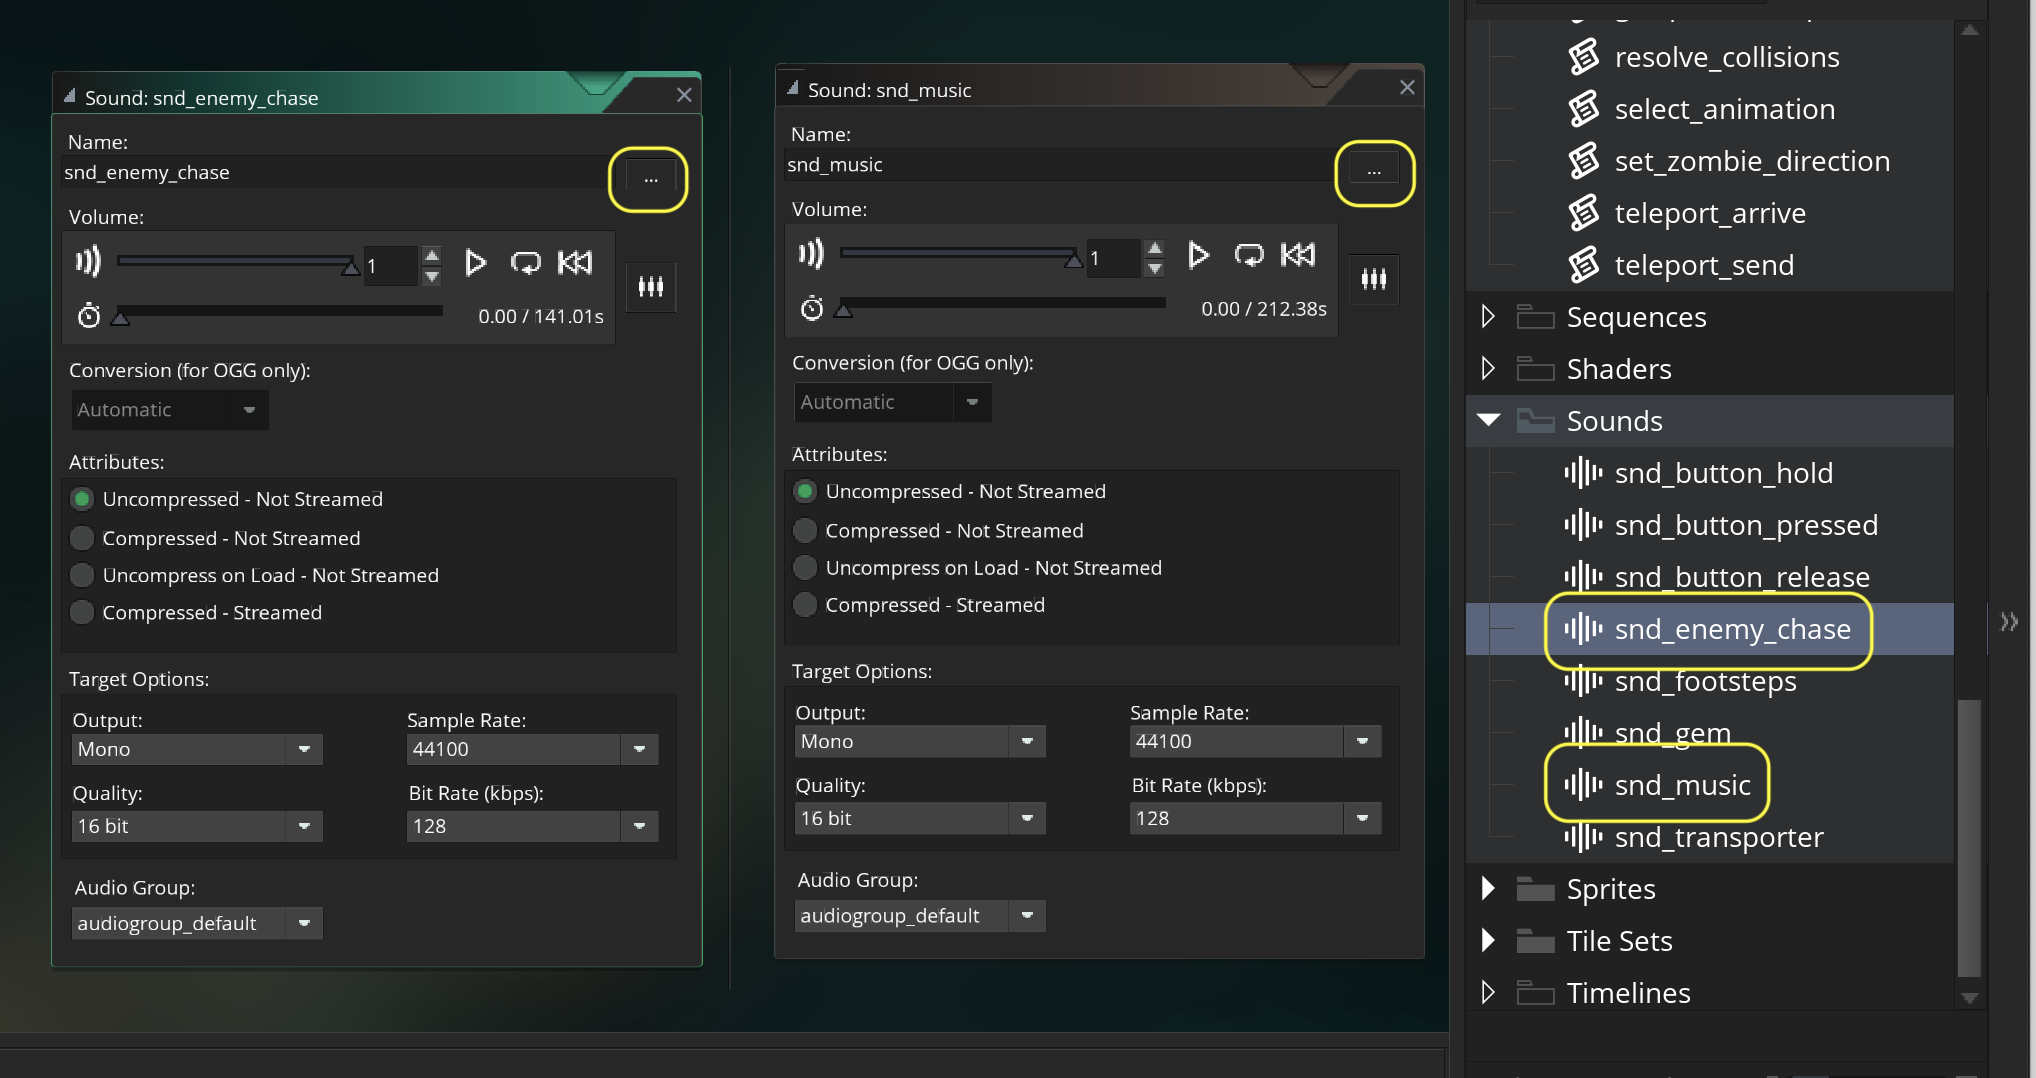 Sound: snd_enemy_chase
Name:
snd_enemy_chase
...
Volume:
1
0.00 / 141.01s
Conversion (for OGG only):
Automatic
Attributes:
Uncompressed - Not Streamed
Compressed - Not Streamed
Uncompress on Load - Not Streamed
Compressed - Streamed
Target Options:
Output:
Sample Rate:
Mono
44100
Quality:
Bit Rate (kbps):
16 bit
128
Audio Group:
audiogroup_default
Sound: snd_music
Name:
snd_music
...
Volume:
1
0.00 / 212.38s
Conversion (for OGG only):
Automatic
Attributes:
Uncompressed - Not Streamed
Compressed - Not Streamed
Uncompress on Load - Not Streamed
Compressed - Streamed
Target Options:
Output:
Sample Rate:
Mono
44100
Quality:
Bit Rate (kbps):
16 bit
128
Audio Group:
audiogroup_default
resolve_collisions
select_animation
set_zombie_direction
teleport_arrive
teleport_send
Sequences
Shaders
Sounds
snd_button_hold
snd_button_pressed
snd_button_release
snd_enemy_chase
snd_footsteps
snd_gem
snd_music
snd_transporter
Sprites
Tile Sets
Timelines